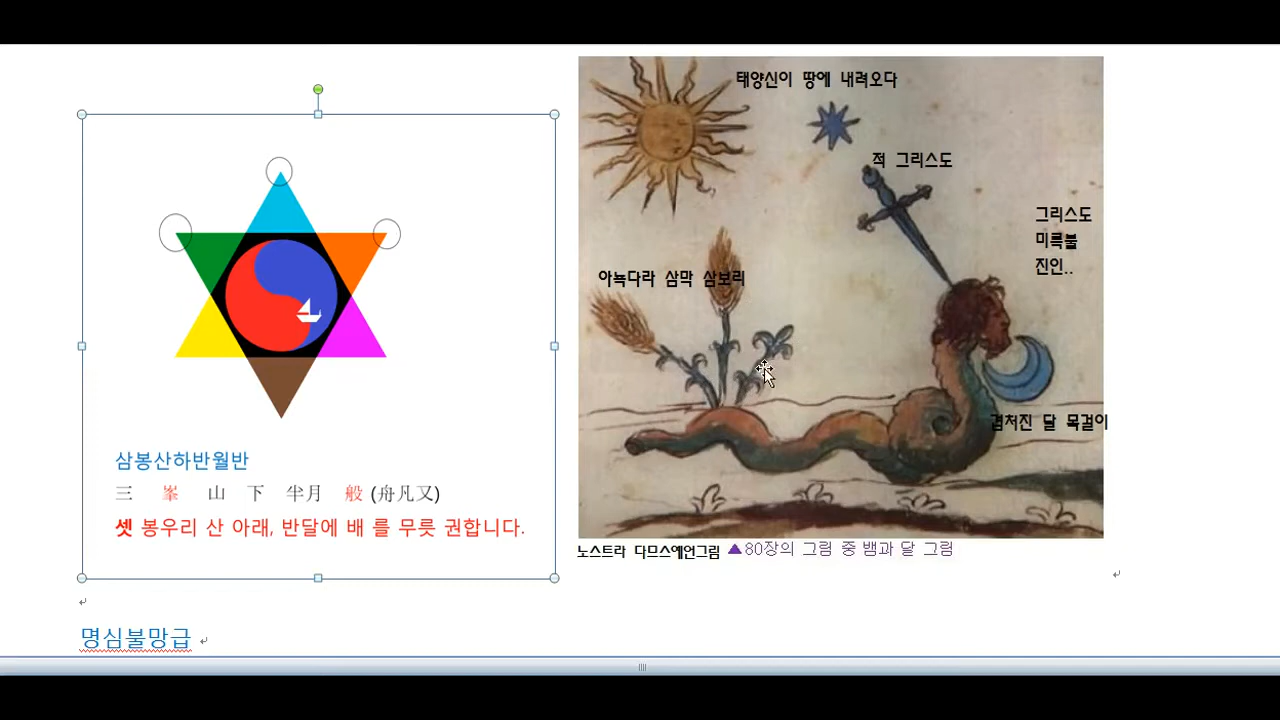 삼봉산하반월반
三 峯 山 下 半月 般 (舟凡又)
셋 봉우리 산 아래, 반달에 배 를 무릇 권합니다.
명심불망급
태양신이 땅에 내려오다
적 그리스도
그리스도
미륵불
진인..
아뇩다라 삼막 삼보리
겹처진 달 목걸이
노스트라 다므스예언그림 ▲80장의 그림 중 뱀과 달 그림